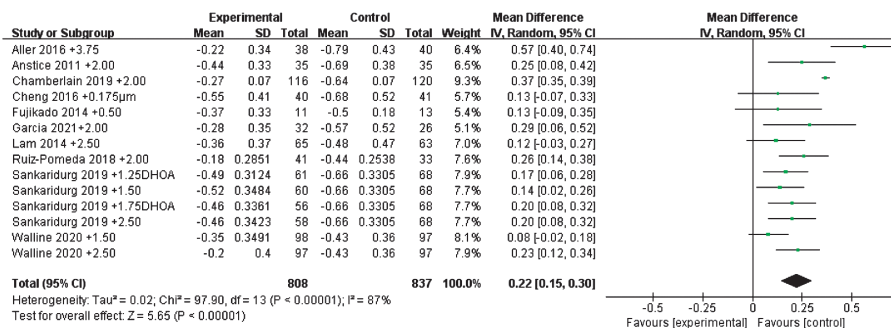 Experimental Control Mean Difference Mean Difference
Study or Subgroup Mean SD Total Mean SD Total Weight IV, Random, 95% CI IV, Random, 95% CI
Aller 2016 +3.75 -0.22 0.34 38 -0.79 0.43 40 6.4% 0.57 [0.40, 0.74]
Anstice 2011 +2.00 -0.44 0.33 35 -0.69 0.38 35 6.5% 0.25 [0.08, 0.42]
Chamberlain 2019 +2.00 -0.27 0.07 116 -0.64 0.07 120 9.3% 0.37 [0.35, 0.39]
Cheng 2016 +0.175µm -0.55 0.41 40 -0.68 0.52 41 5.8% 0.13 [-0.07, 0.33]
Fujikado 2014 +0.50 -0.37 0.33 11 -0.5 0.18 13 5.4% 0.13 [-0.09, 0.35]
Garcia 2021+2.00 -0.28 0.35 32 -0.57 0.52 26 5.1% 0.29 [0.06, 0.52]
Lam 2014 +2.50 -0.36 0.37 65 -0.48 0.47 63 7.0% 0.12 [-0.03, 0.27]
Ruiz-Pomeda 2018 +2.00 -0.18 0.2851 41 -0.44 0.2538 33 7.6% 0.26 [0.14, 0.38]
Sankaridurg 2019 +1.25DHOA -0.49 0.3124 61 -0.66 0.3305 68 7.9% 0.17 [0.06, 0.28]
Sankaridurg 2019 +1.50 -0.52 0.3484 60 -0.66 0.3305 68 7.7% 0.14 [0.02, 0.26]
Sankaridurg 2019 +1.75DHOA -0.46 0.3361 56 -0.66 0.3305 68 7.7% 0.20 [0.08, 0.32]
Sankaridurg 2019 +2.50 -0.46 0.3423 58 -0.66 0.3305 68 7.7% 0.20 [0.08, 0.32]
Walline 2020 +1.50 -0.35 0.3491 98 -0.43 0.36 97 8.1% 0.08 [-0.02, 0.18]
Walline 2020 +2.50 -0.2 0.4 97 -0.43 0.36 97 7.9% 0.23 [0.12, 0.34]
Total (95% CI) 808 837 100.0% 0.22 [0.15, 0.30]
Heterogeneity: Tau² = 0.02; Chi² = 97.90, df = 13 (P < 0.00001); I² = 87%
Test for overall effect: Z = 5.65 (P < 0.00001)
-0.5 -0.25 0 0.25 0.5
Favours [experimental] Favours [control]